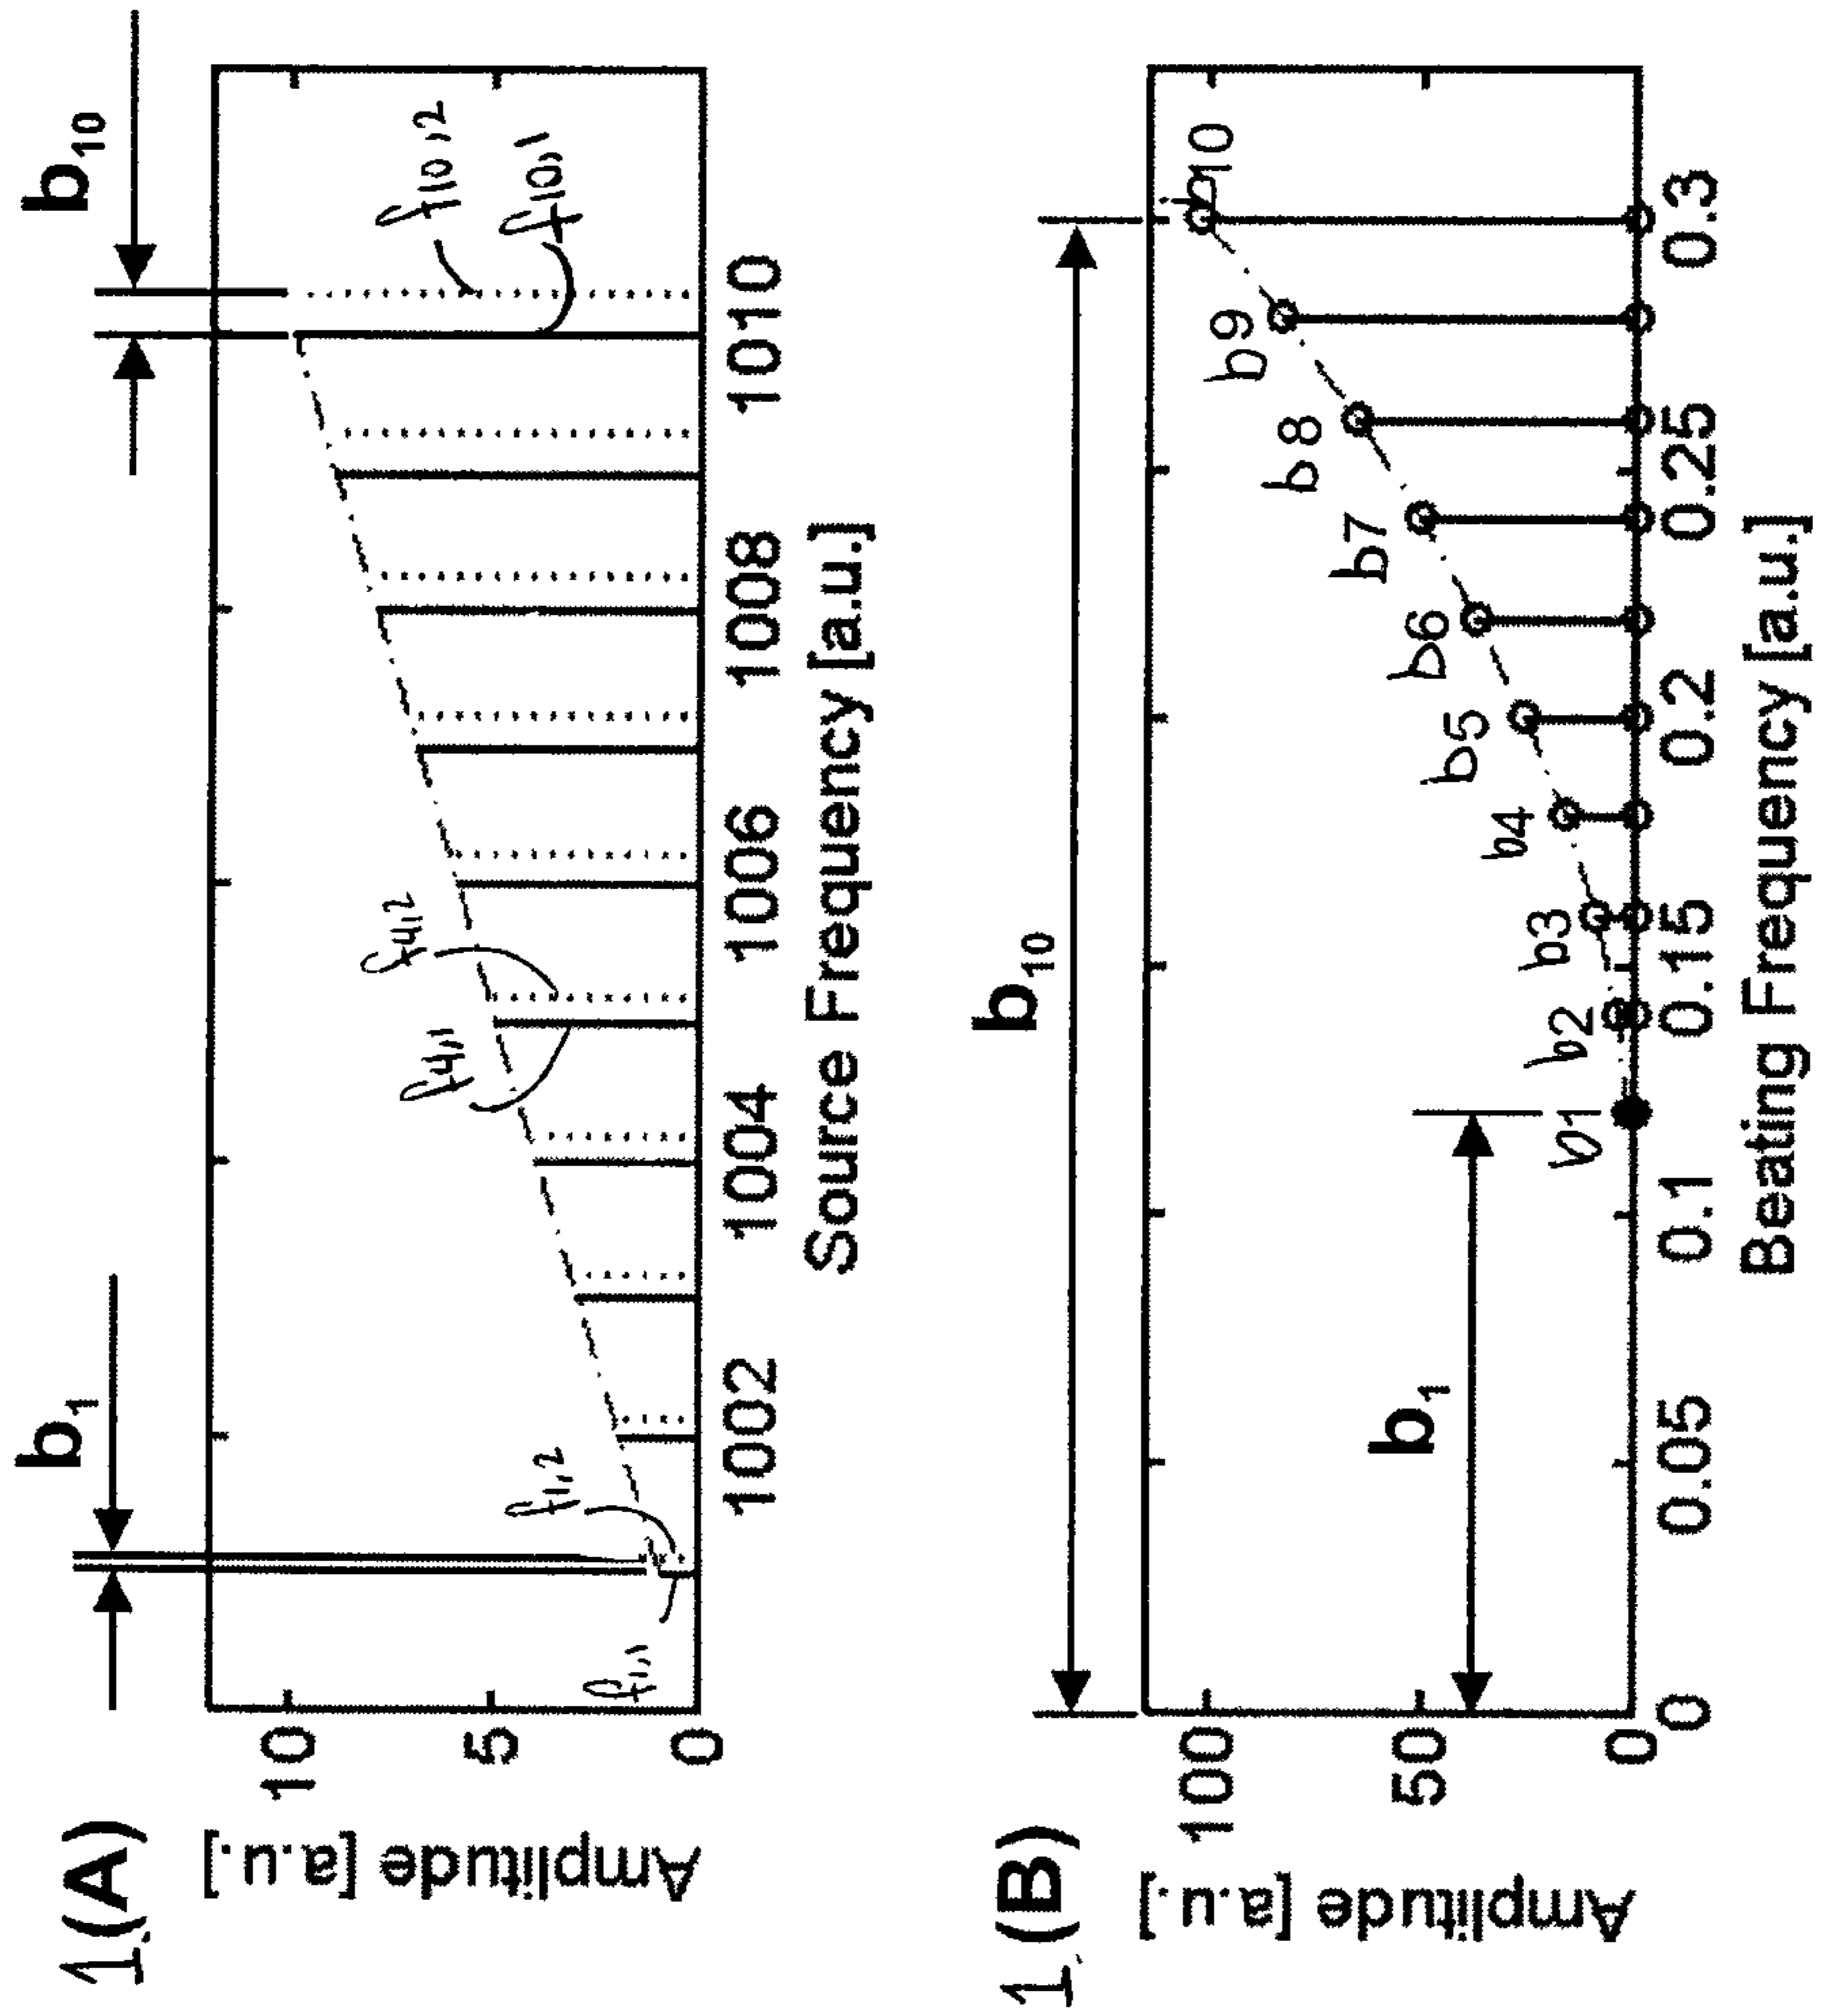 1(A)
b1
b10
Amplitude [a.u.]
10
5
0
f1,1
f1,2
f4,1
f4,2
f10,2
f10,1
1002
1004
1006
1008
1010
Source Frequency [a.u.]
1(B)
b10
b1
Amplitude [a.u.]
100
50
0
b1
b2
b3
b4
b5
b6
b7
b8
b9
b10
0
0.05
0.1
0.15
0.2
0.25
0.3
Beating Frequency [a.u.]